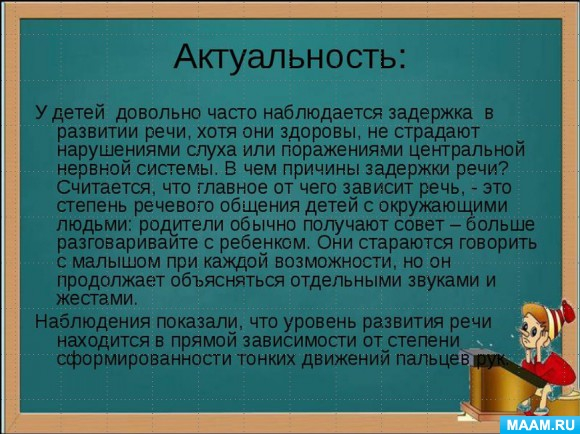 Актуальность:
У детей  довольно часто наблюдается задержка  в
развитии речи, хотя они здоровы, не страдают
нарушениями слуха или поражениями центральной
нервной системы. В чем причины задержки речи?
Считается, что главное от чего зависит речь, - это
степень речевого общения детей с окружающими
людьми: родители обычно получают совет – больше
разговаривайте с ребенком. Они стараются говорить
с малышом при каждой возможности, но он
продолжает объясняться отдельными звуками и
жестами.
Наблюдения показали, что уровень развития речи
находится в прямой зависимости от степени
сформированности тонких движений пальцев рук.
MAAM.RU